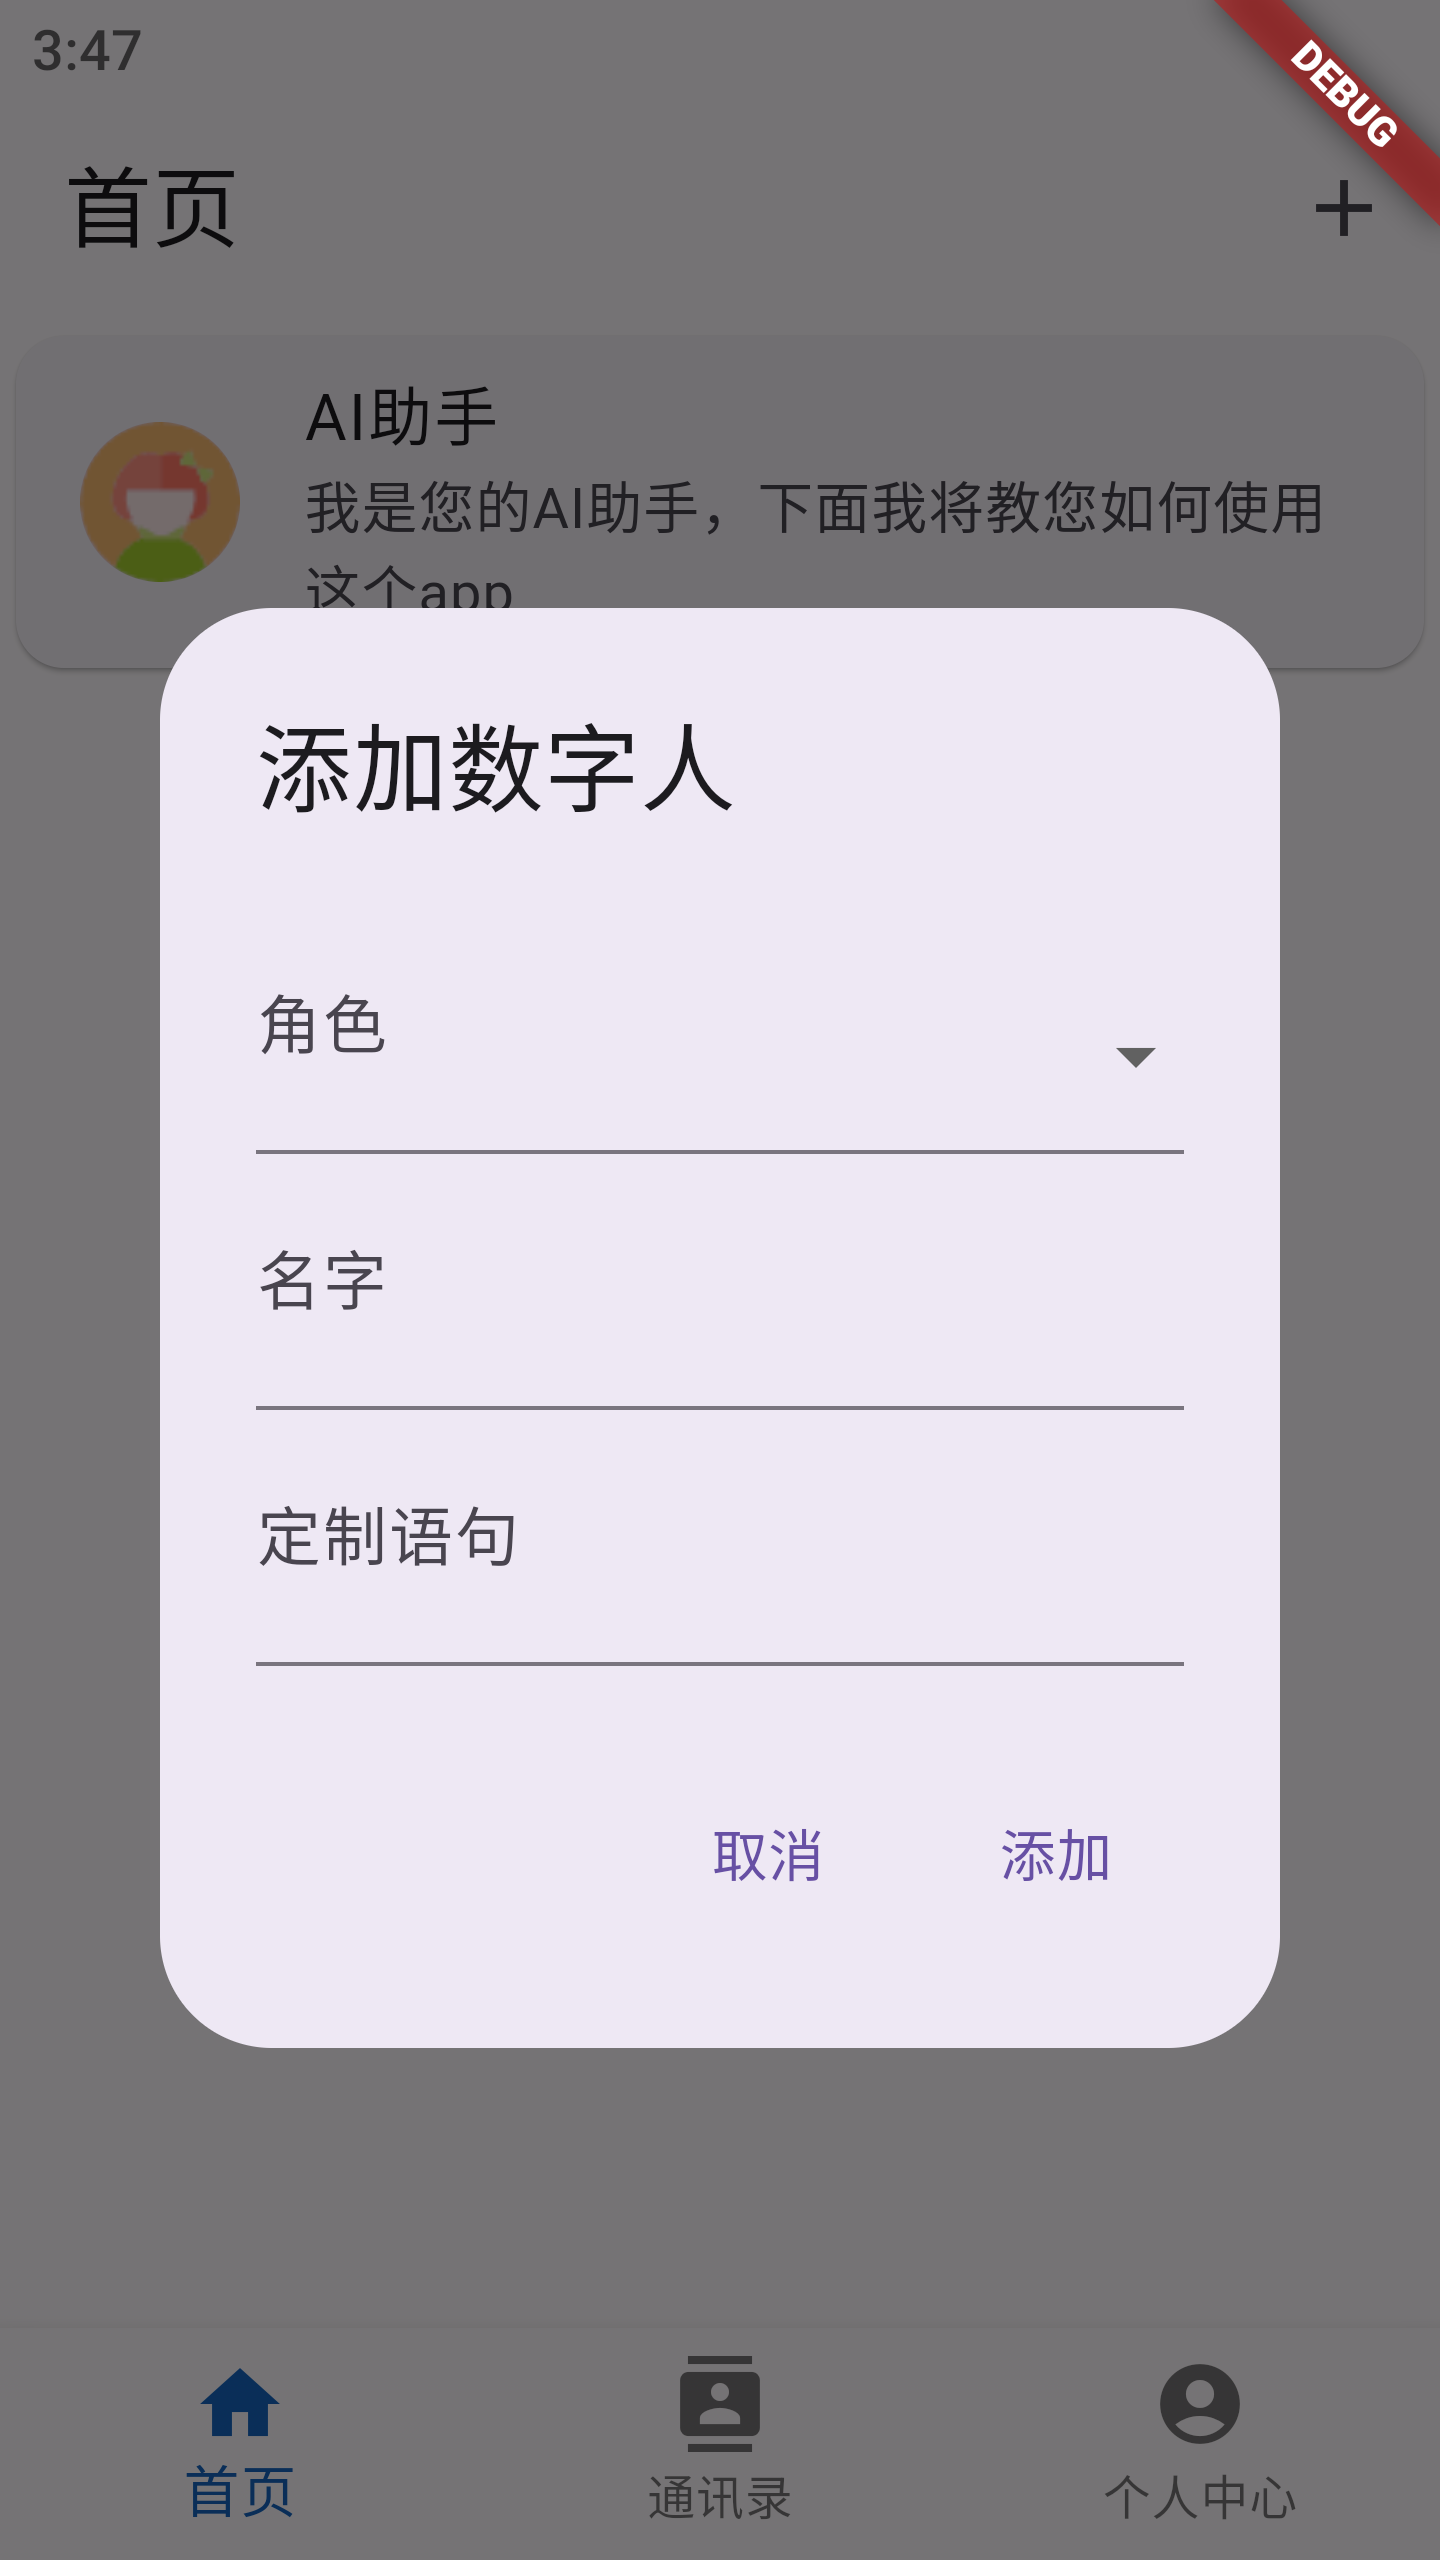 3:47
DEBUG
首页
AI助手
我是您的AI助手，下面我将教您如何使用
这个app
添加数字人
角色
名字
定制语句
取消 添加
首页 通讯录 个人中心